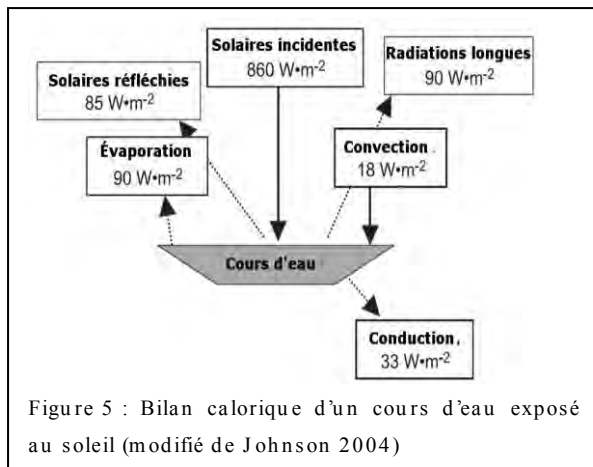 Solaires incidentes
860 W•m-2
Radiations longues
90 W•m-2
Solaires réfléchies
85 W•m-2
Évaporation
90 W•m-2
Convection.
18 W•m-2
Cours d'eau
Conduction.
33 W•m-2
Figure 5 : Bilan calorique d'un cours d'eau exposé
au soleil (modifié de Johnson 2004)